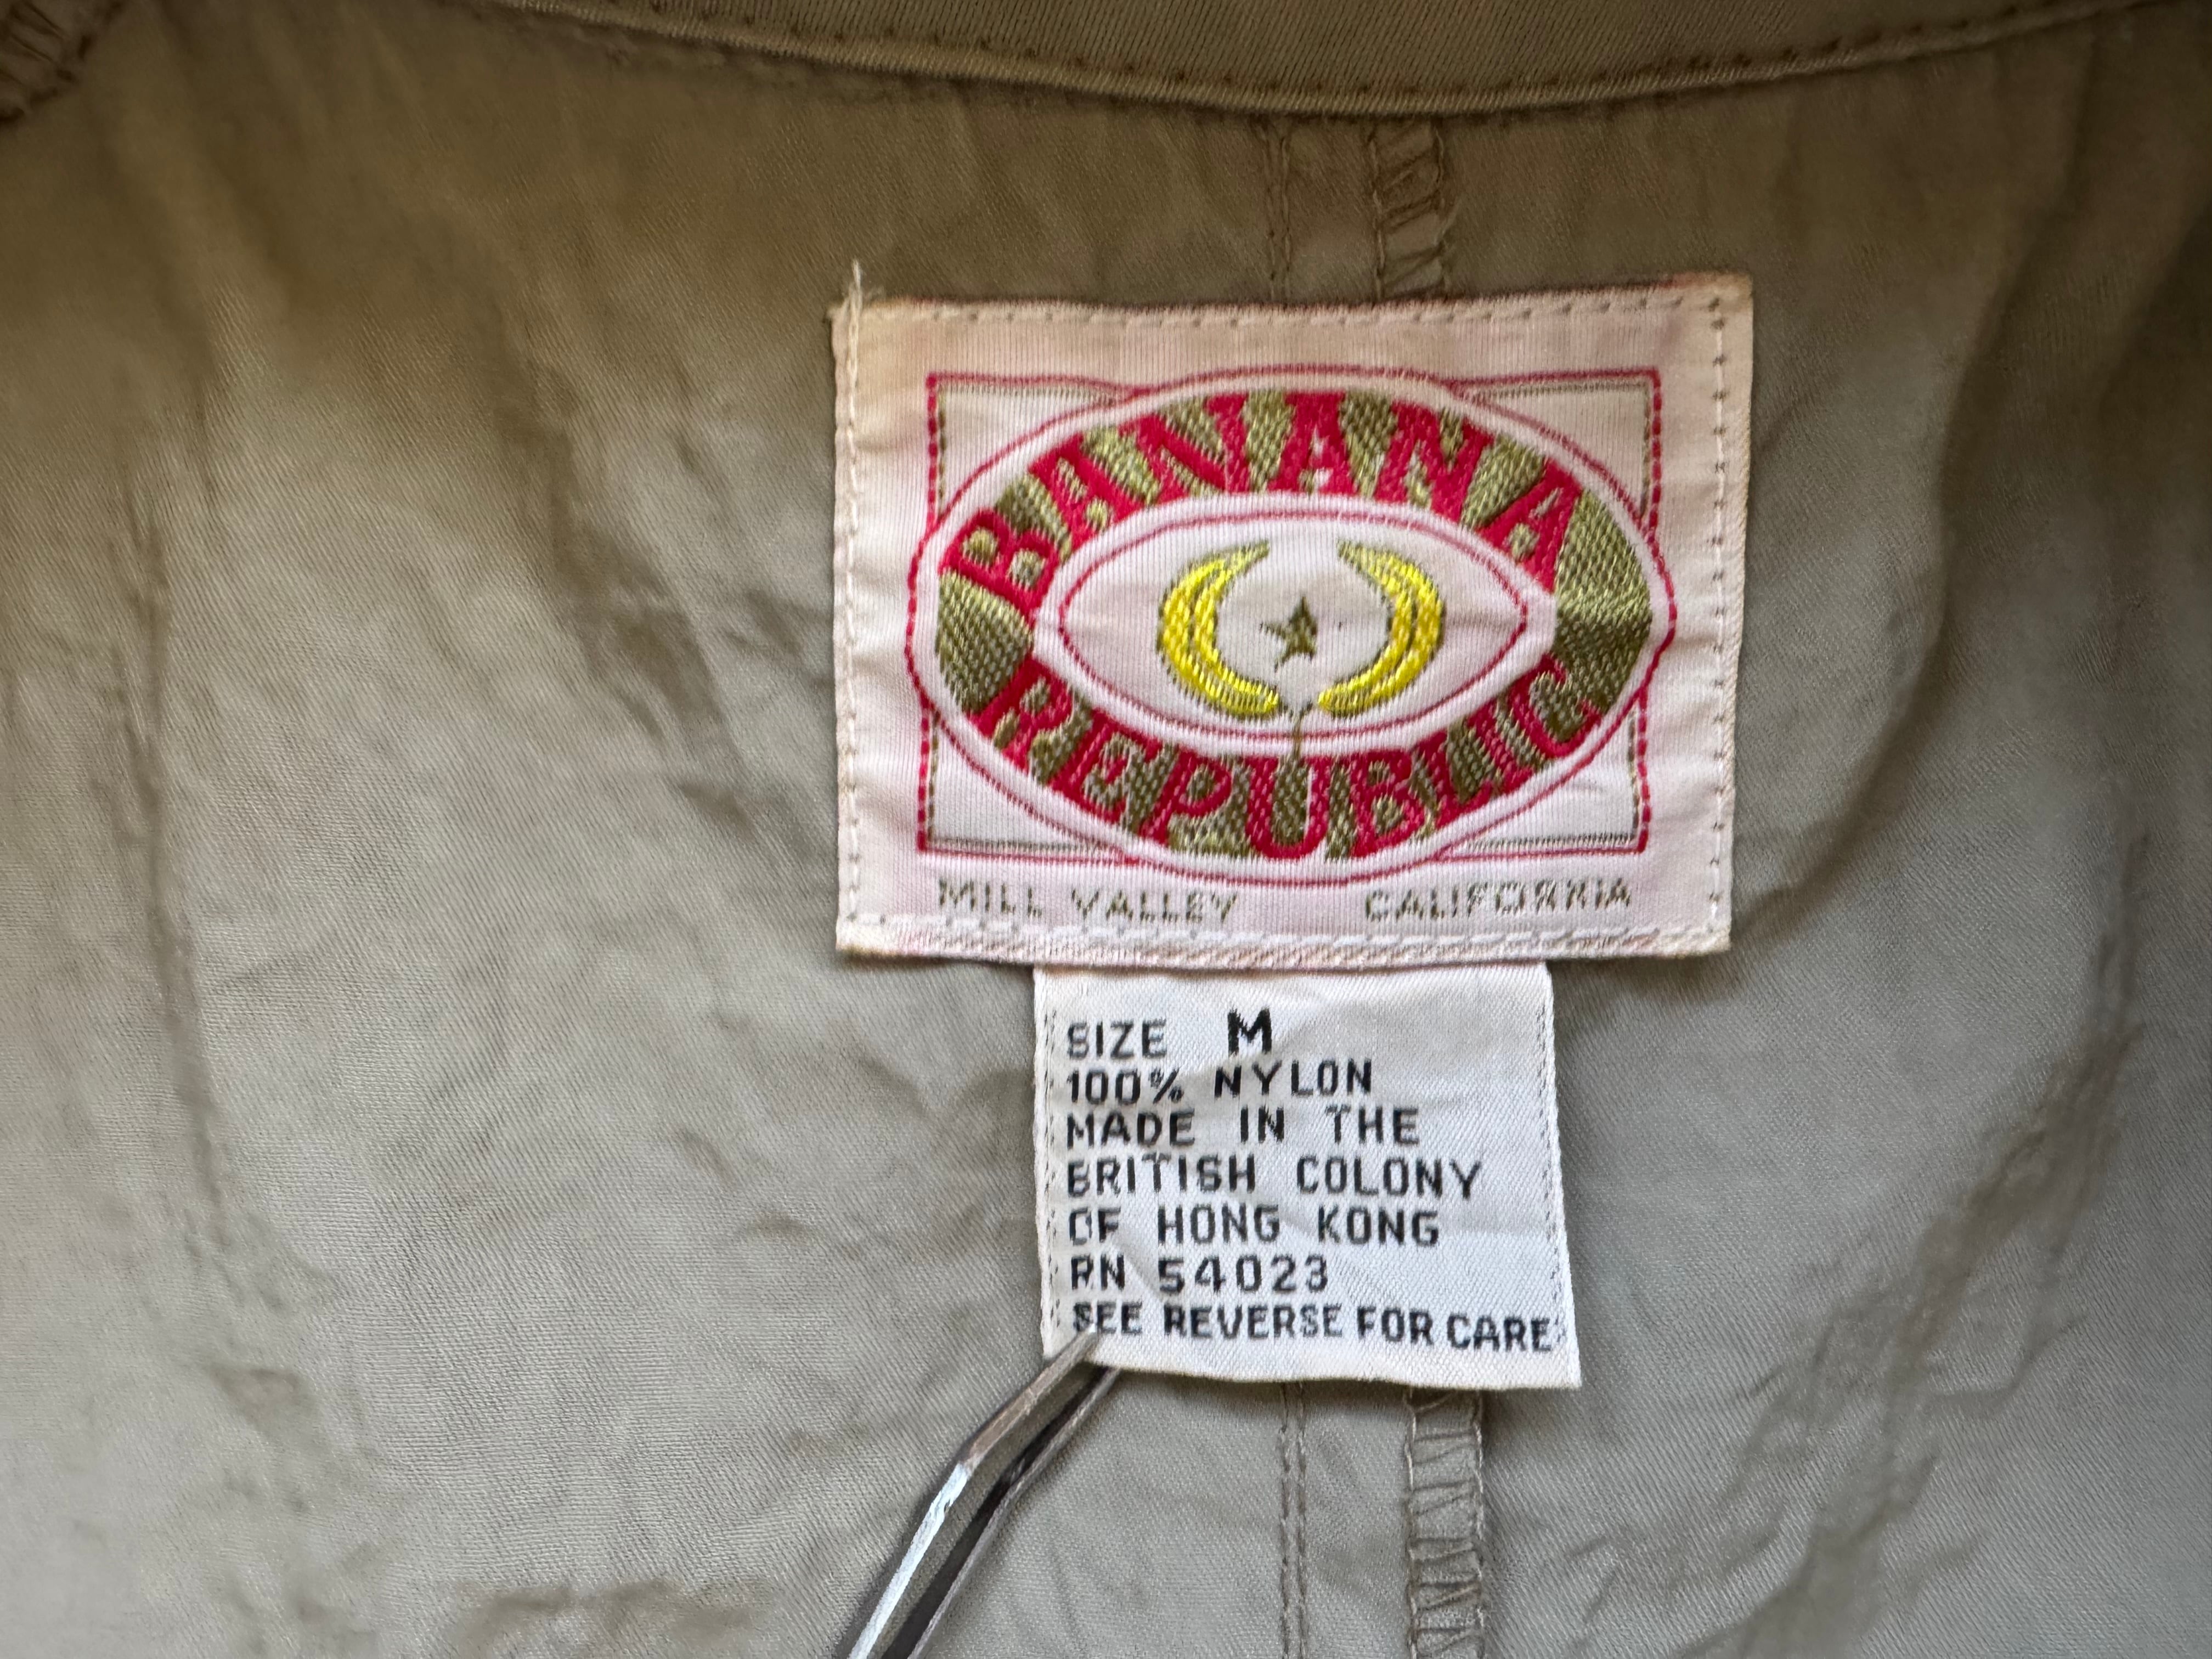 BANANA
REPUBLIC
MILL VALLEY CALIFORNIA
SIZE M
100% NYLON
MADE IN THE
BRITISH COLONY
OF HONG KONG
RN 54023
SEE REVERSE FOR CARE